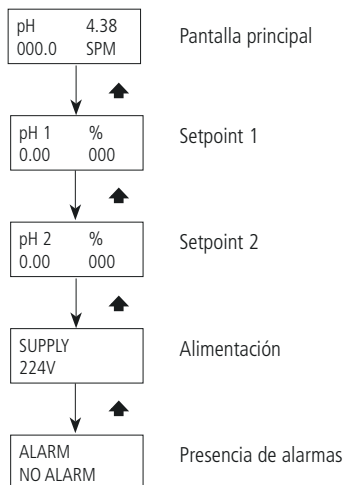 pH 4.38
000.0 SPM
Pantalla principal
pH 1 %
0.00 000
Setpoint 1
pH 2 %
0.00 000
Setpoint 2
SUPPLY
224V
Alimentación
ALARM
NO ALARM
Presencia de alarmas